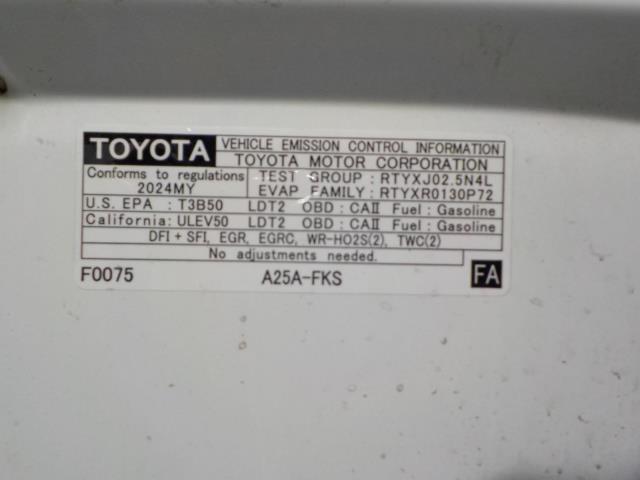 TOYOTA VEHICLE EMISSION CONTROL INFORMATION
TOYOTA MOTOR CORPORATION
Conforms to regulations TEST GROUP : RTYXJ02.5N4L
2024MY EVAP FAMILY : RTYXR0130P72
U.S. EPA : T3B50 LDT2 OBD : CAⅡ Fuel : Gasoline
California: ULEV50 LDT2 OBD : CAⅡ Fuel : Gasoline
DFI + SFI, EGR, EGRC, WR-HO2S(2), TWC(2)
No adjustments needed.
F0075 A25A-FKS FA